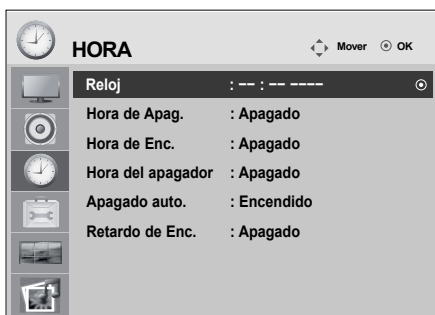 HORA
Mover OK
Reloj : -- : -- ----
Hora de Apag. : Apagado
Hora de Enc. : Apagado
Hora del apagador : Apagado
Apagado auto. : Encendido
Retardo de Enc. : Apagado